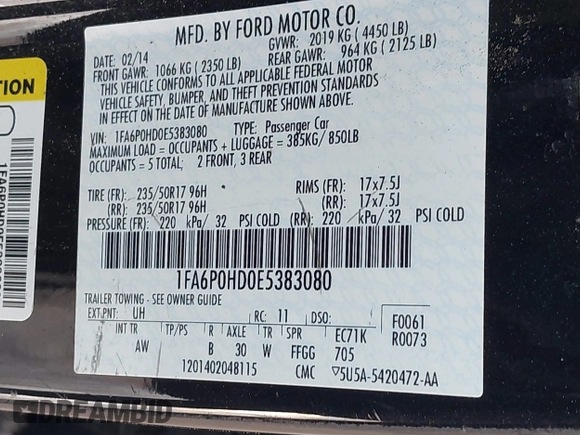 MFD. BY FORD MOTOR CO.
02/14 GVWR: 2019 KG ( 4450 LB)
FRONT GAWR: 1066 KG ( 2350 LB) REAR GAWR: 964 KG ( 2125 LB)
THIS VEHICLE CONFORMS TO ALL APPLICABLE FEDERAL MOTOR
VEHICLE SAFETY, BUMPER, AND THEFT PREVENTION STANDARDS
IN EFFECT ON THE DATE OF MANUFACTURE SHOWN ABOVE.
VIN: 1FA6P0HD0E5383080 TYPE: Passenger Car
MAXIMUM LOAD = OCCUPANTS + LUGGAGE = 385KG/ 850LB
OCCUPANTS = 5 TOTAL; 2 FRONT, 3 REAR
TIRE (FR): 235/50R17 96H RIMS (FR): 17x7.5J
(RR): 235/50R17 96H (RR): 17x7.5J
PRESSURE (FR): 220 kPa/ 32 PSI COLD (RR): 220 kPa/ 32 PSI COLD
1FA6P0HD0E5383080
TRAILER TOWING - SEE OWNER GUIDE
EXT.PNT: UH RC: 11 DSO: F0061
INT TR TP/PS R AXLE TR SPR EC71K R0073
AW B 30 W FFGG 705
1201402048115 CMC ▽5U5A-5420472-AA
TION
DREAMBID